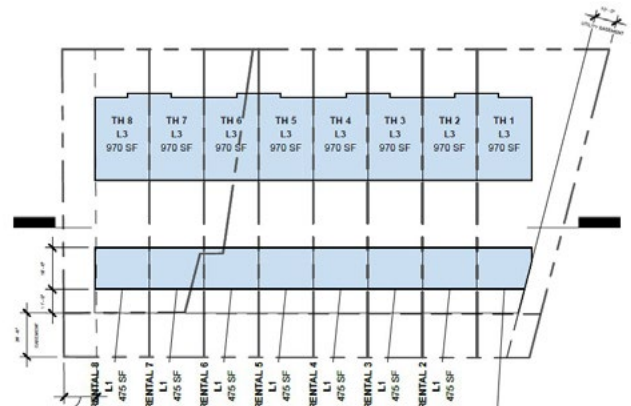 TH 8
L3
970 SF
TH 7
L3
970 SF
TH 6
L3
970 SF
TH 5
L3
970 SF
TH 4
L3
970 SF
TH 3
L3
970 SF
TH 2
L3
970 SF
TH 1
L3
970 SF
EASEMENT
RENTAL 8
L1
475 SF
RENTAL 7
L1
475 SF
RENTAL 6
L1
475 SF
RENTAL 5
L1
475 SF
RENTAL 4
L1
475 SF
RENTAL 3
L1
475 SF
RENTAL 2
L1
475 SF